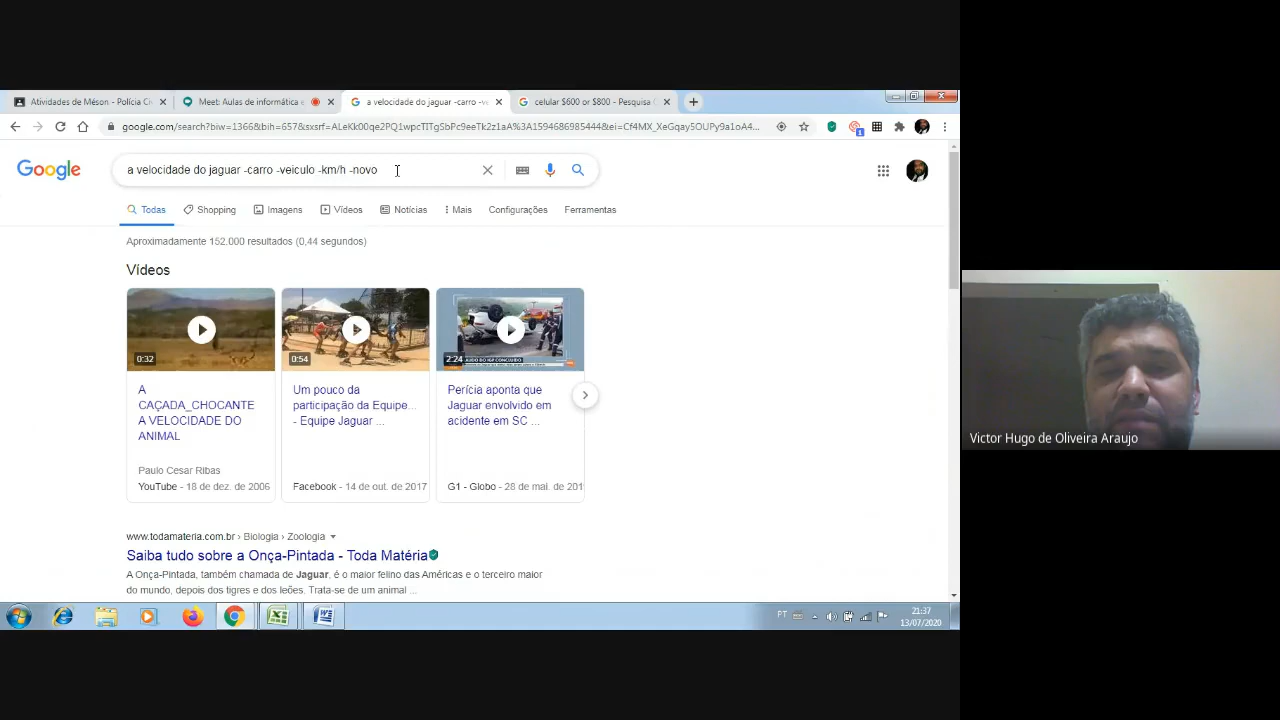 Atividades de Méson - Polícia Ci
Meet: Aulas de informática e
a velocidade do jaguar -carro -ve
celular $600 or $800 - Pesquisa
google.com/search?biw=1366&bih=657&sxsrf=ALeKk00qe2PQ1wpcTlTgSbPc9eeTk2z1aA%3A1594686985444&ei=Cf4MX_XeGqay5OUPy9a1oA4...
1
Google
a velocidade do jaguar -carro -veiculo -km/h -novo
Todas
Shopping
Imagens
Vídeos
Notícias
Mais
Configurações
Ferramentas
Aproximadamente 152.000 resultados (0,44 segundos)
Vídeos
0:32
0:54
2:24
A
CAÇADA_CHOCANTE
A VELOCIDADE DO
ANIMAL
Paulo Cesar Ribas
YouTube - 18 de dez. de 2006
Um pouco da
participação da Equipe...
- Equipe Jaguar ...
Facebook - 14 de out. de 2017
Perícia aponta que
Jaguar envolvido em
acidente em SC ...
G1 - Globo - 28 de mai. de 201
www.todamateria.com.br › Biologia › Zoologia
Saiba tudo sobre a Onça-Pintada - Toda Matéria
A Onça-Pintada, também chamada de Jaguar, é o maior felino das Américas e o terceiro maior
do mundo, depois dos tigres e dos leões. Trata-se de um animal ...
PT
21:37
13/07/2020
Victor Hugo de Oliveira Araujo